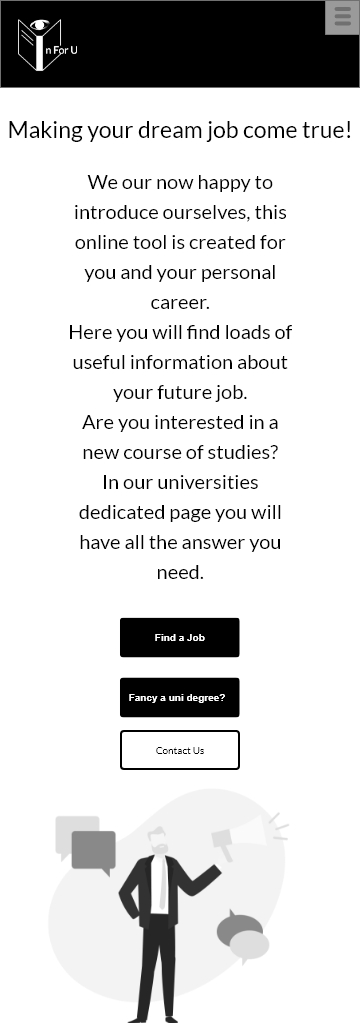 n For U
Making your dream job come true!
We our now happy to
introduce ourselves, this
online tool is created for
you and your personal
career.
Here you will find loads of
useful information about
your future job.
Are you interested in a
new course of studies?
In our universities
dedicated page you will
have all the answer you
need.
Find a Job
Fancy a uni degree?
Contact Us